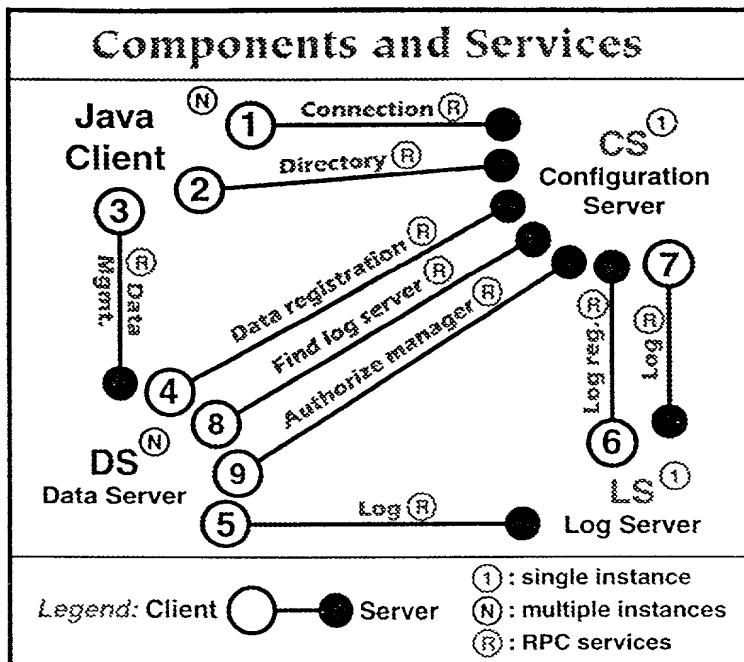 Components and Services
Java Client
N
1
Connection R
2
Directory R
3
R Data Mgmt.
CS 1
Configuration Server
4
Data registration R
8
Find log server R
9
Authorize manager R
6
Log reg. R
7
Log R
DS N
Data Server
5
Log R
LS 1
Log Server
Legend: Client
Server
1 : single instance
N : multiple instances
R : RPC services